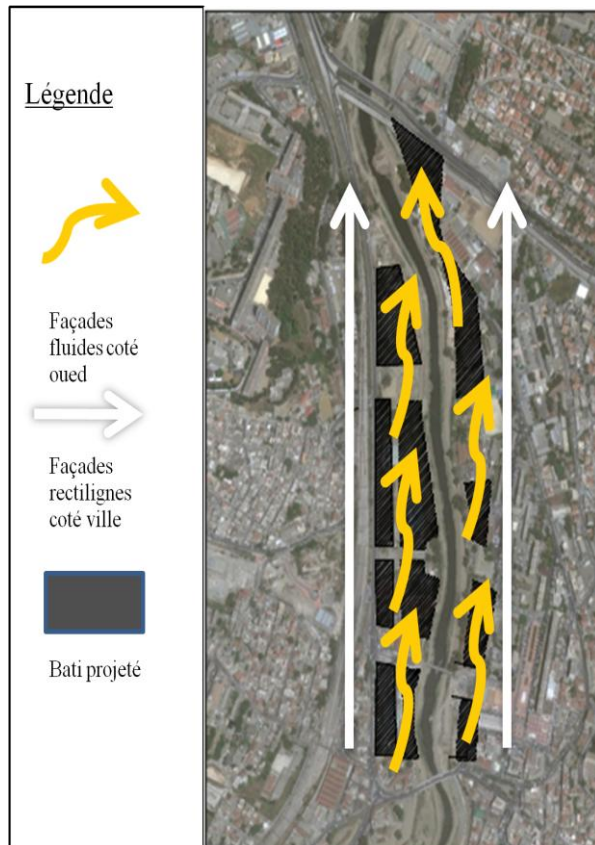 Légende
Façades
fluides coté
oued
Façades
rectilignes
coté ville
Bati projeté